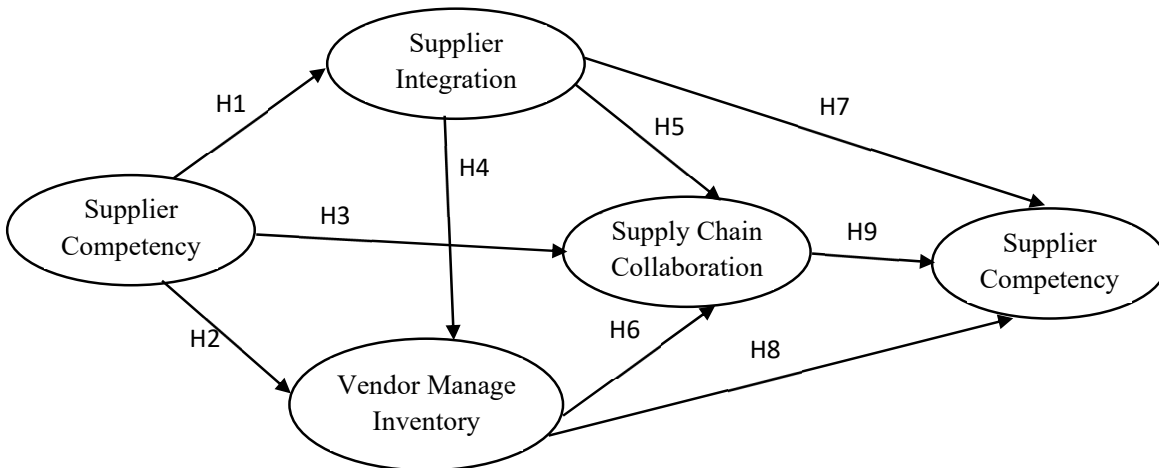 Supplier
Integration
H1
H7
H5
H4
Supplier
Competency
H3
Supply Chain
Collaboration
H9
Supplier
Competency
H2
H6
H8
Vendor Manage
Inventory